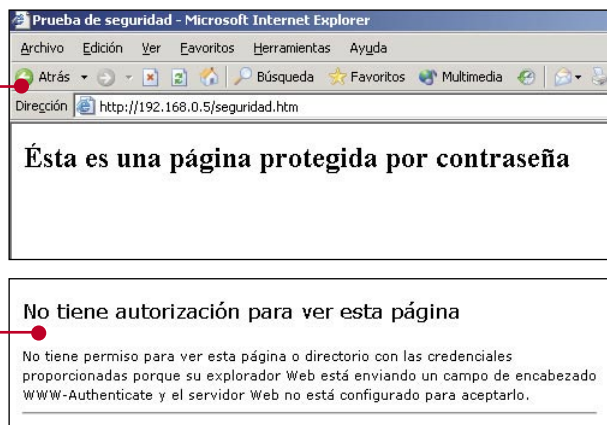 Prueba de seguridad - Microsoft Internet Explorer
Archivo Edición Ver Favoritos Herramientas Ayuda
Atrás Búsqueda Favoritos Multimedia
Dirección http://192.168.0.5/seguridad.htm
Ésta es una página protegida por contraseña
No tiene autorización para ver esta página
No tiene permiso para ver esta página o directorio con las credenciales
proporcionadas porque su explorador Web está enviando un campo de encabezado
WWW-Authenticate y el servidor Web no está configurado para aceptarlo.